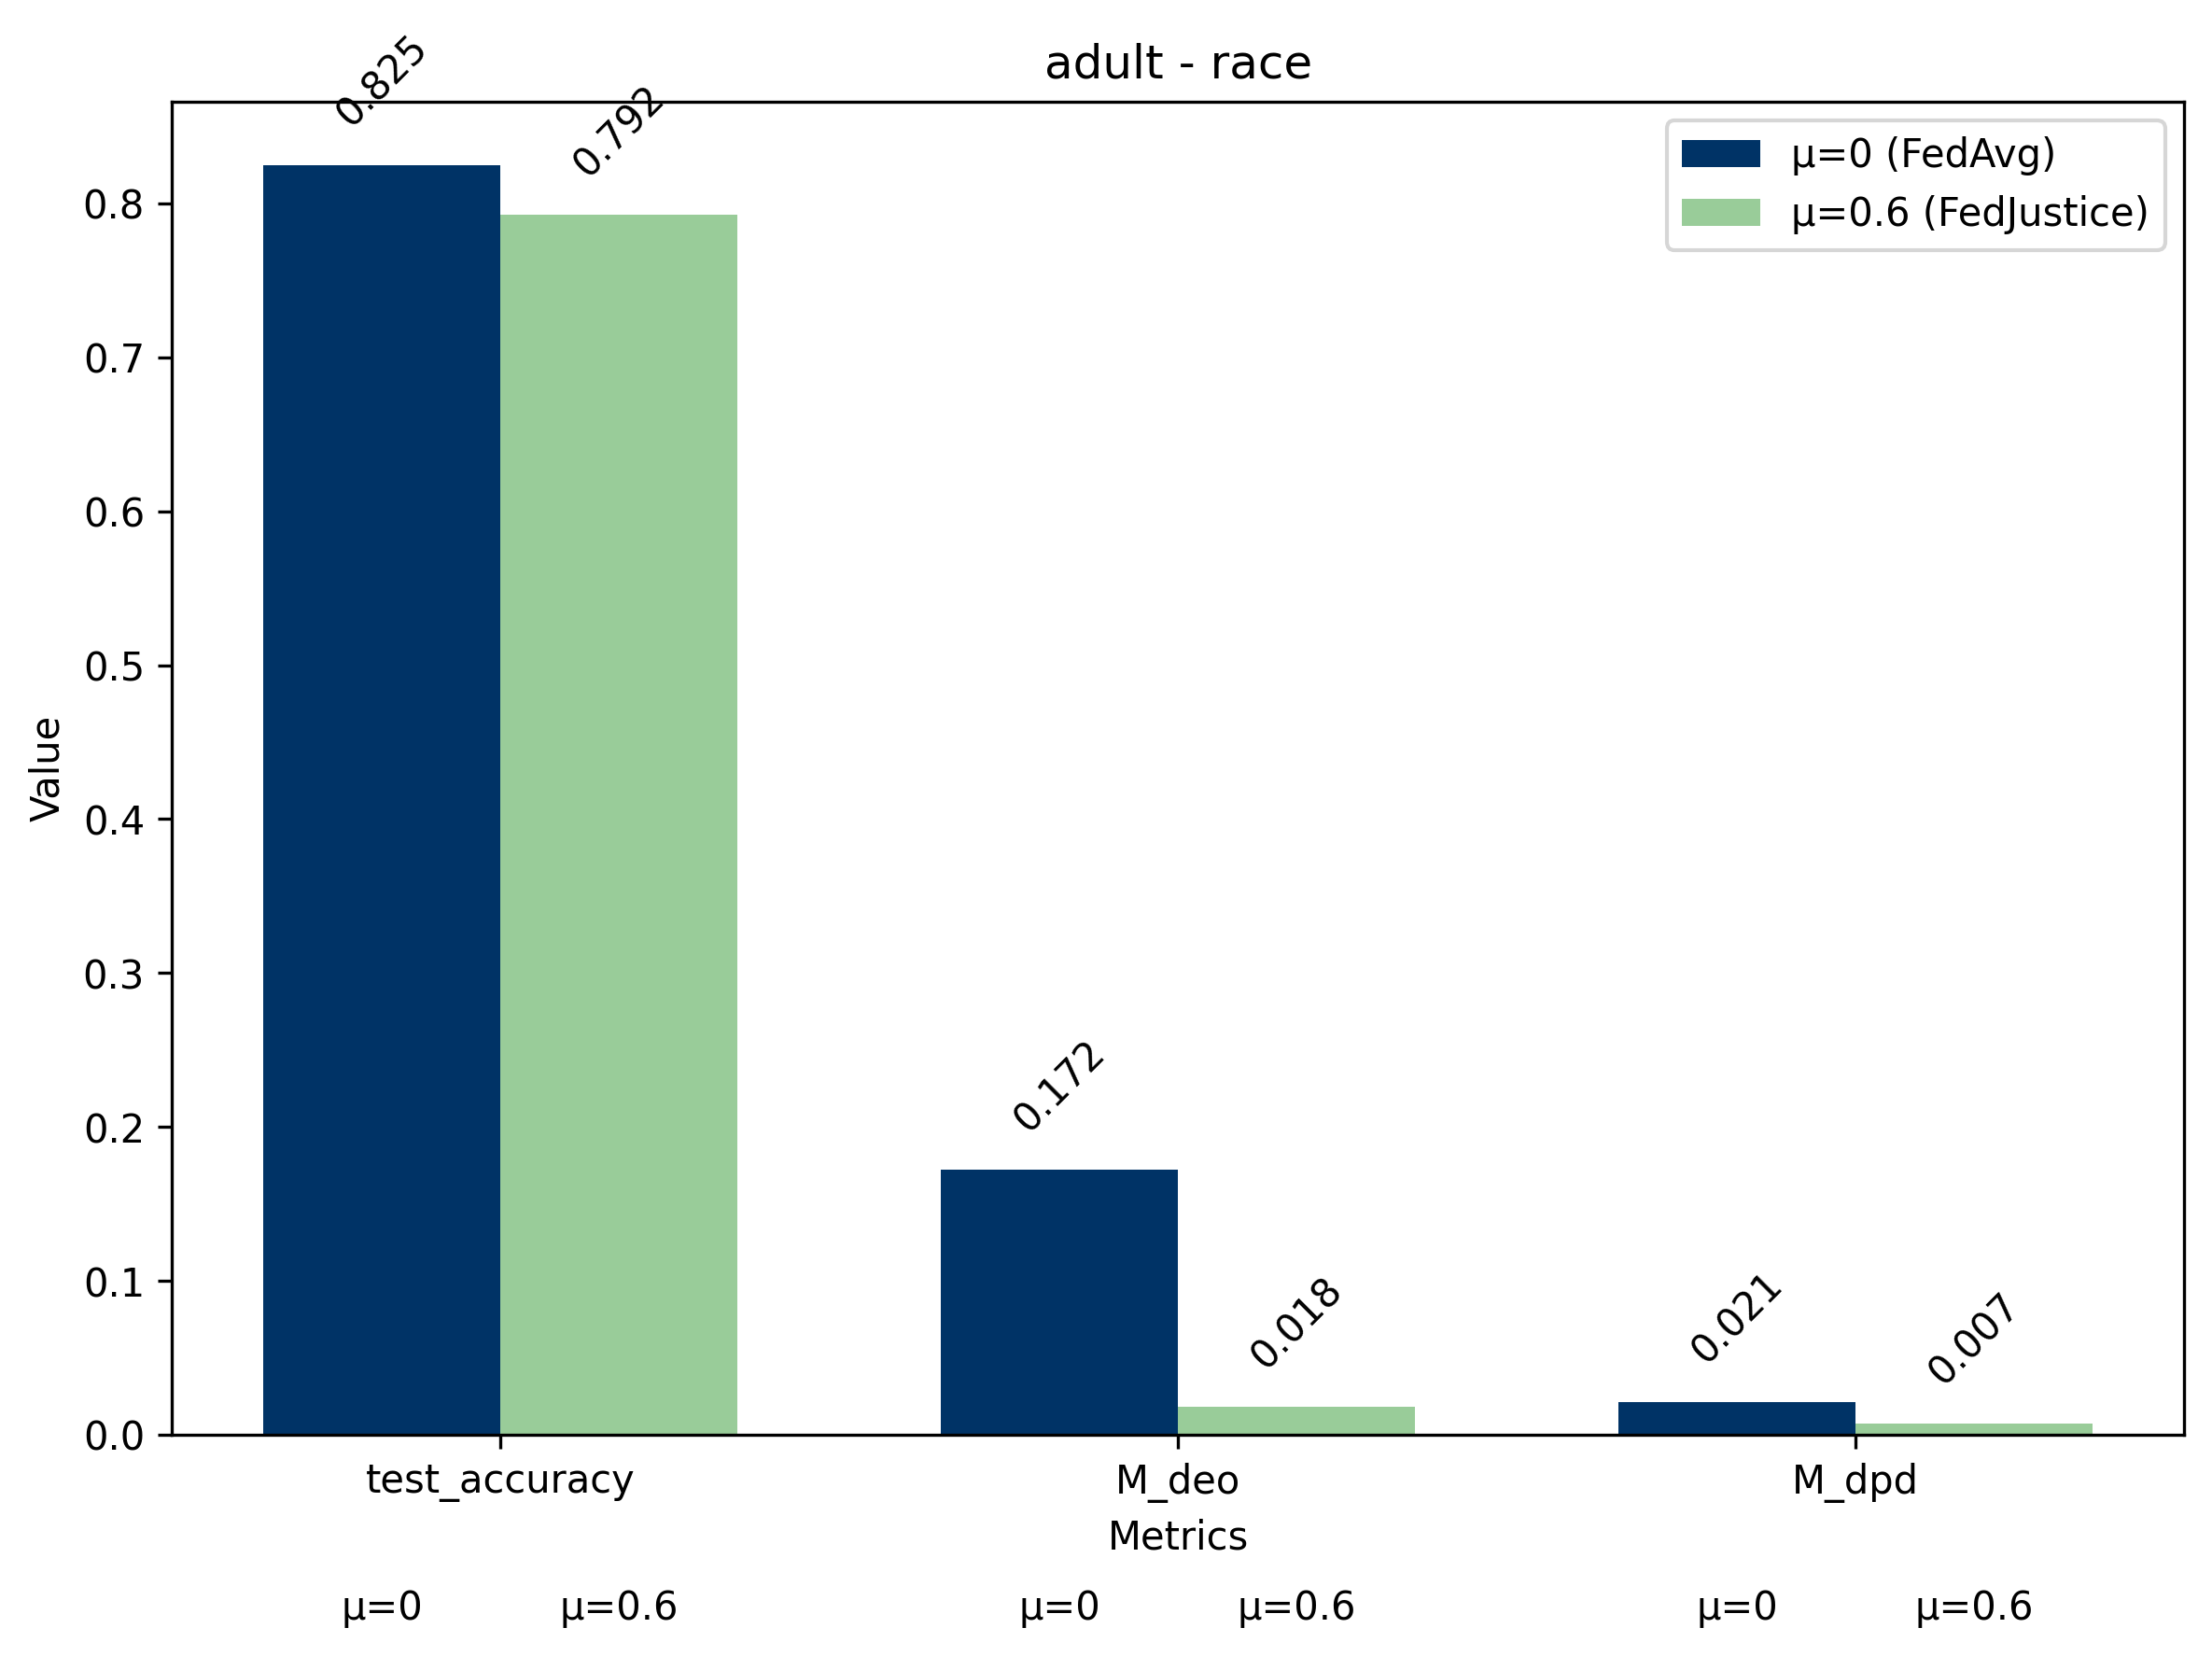 adult - race
0.825
0.792
μ=0 (FedAvg)
μ=0.6 (FedJustice)
0.8
0.7
0.6
0.5
0.4
0.3
0.2
0.1
0.0
Value
0.172
0.018
0.021
0.007
test_accuracy M_deo M_dpd
Metrics
μ=0 μ=0.6 μ=0 μ=0.6 μ=0 μ=0.6